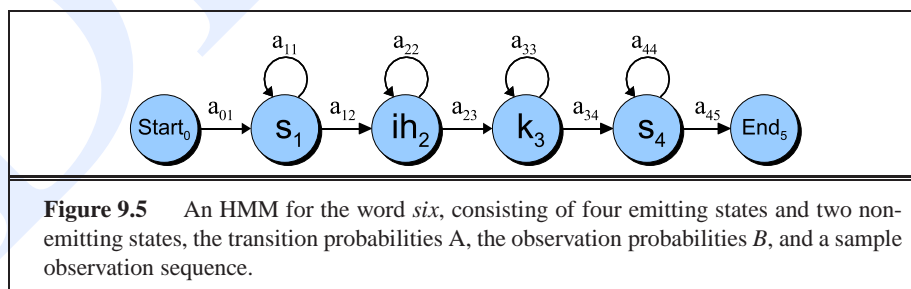 a₁₁ a₂₂ a₃₃ a₄₄
Start₀ a₀₁ s₁ a₁₂ ih₂ a₂₃ k₃ a₃₄ s₄ a₄₅ End₅
Figure 9.5 An HMM for the word six, consisting of four emitting states and two non-
emitting states, the transition probabilities A, the observation probabilities B, and a sample
observation sequence.